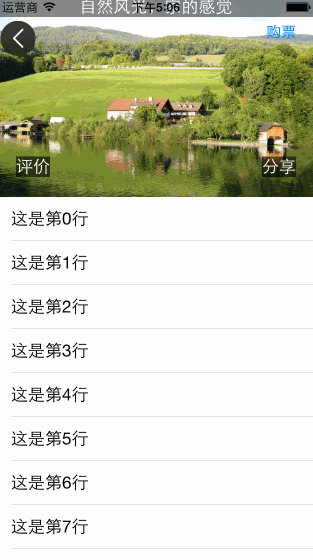 运营商 下午5:06
自然风光 的感觉
购票
评价 分享
这是第0行
这是第1行
这是第2行
这是第3行
这是第4行
这是第5行
这是第6行
这是第7行